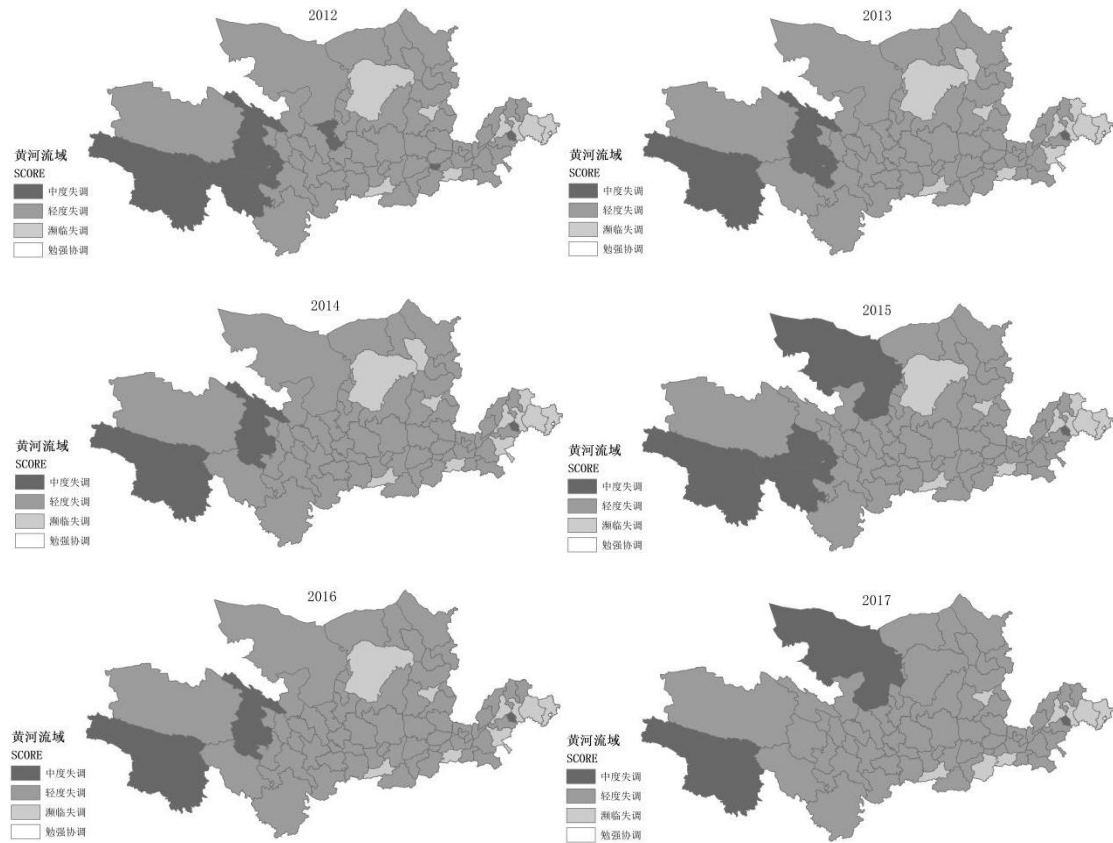 2012
黄河流域
SCORE
中度失调
轻度失调
濒临失调
勉强协调
2013
黄河流域
SCORE
中度失调
轻度失调
濒临失调
勉强协调
2014
黄河流域
SCORE
中度失调
轻度失调
濒临失调
勉强协调
2015
黄河流域
SCORE
中度失调
轻度失调
濒临失调
勉强协调
2016
黄河流域
SCORE
中度失调
轻度失调
濒临失调
勉强协调
2017
黄河流域
SCORE
中度失调
轻度失调
濒临失调
勉强协调